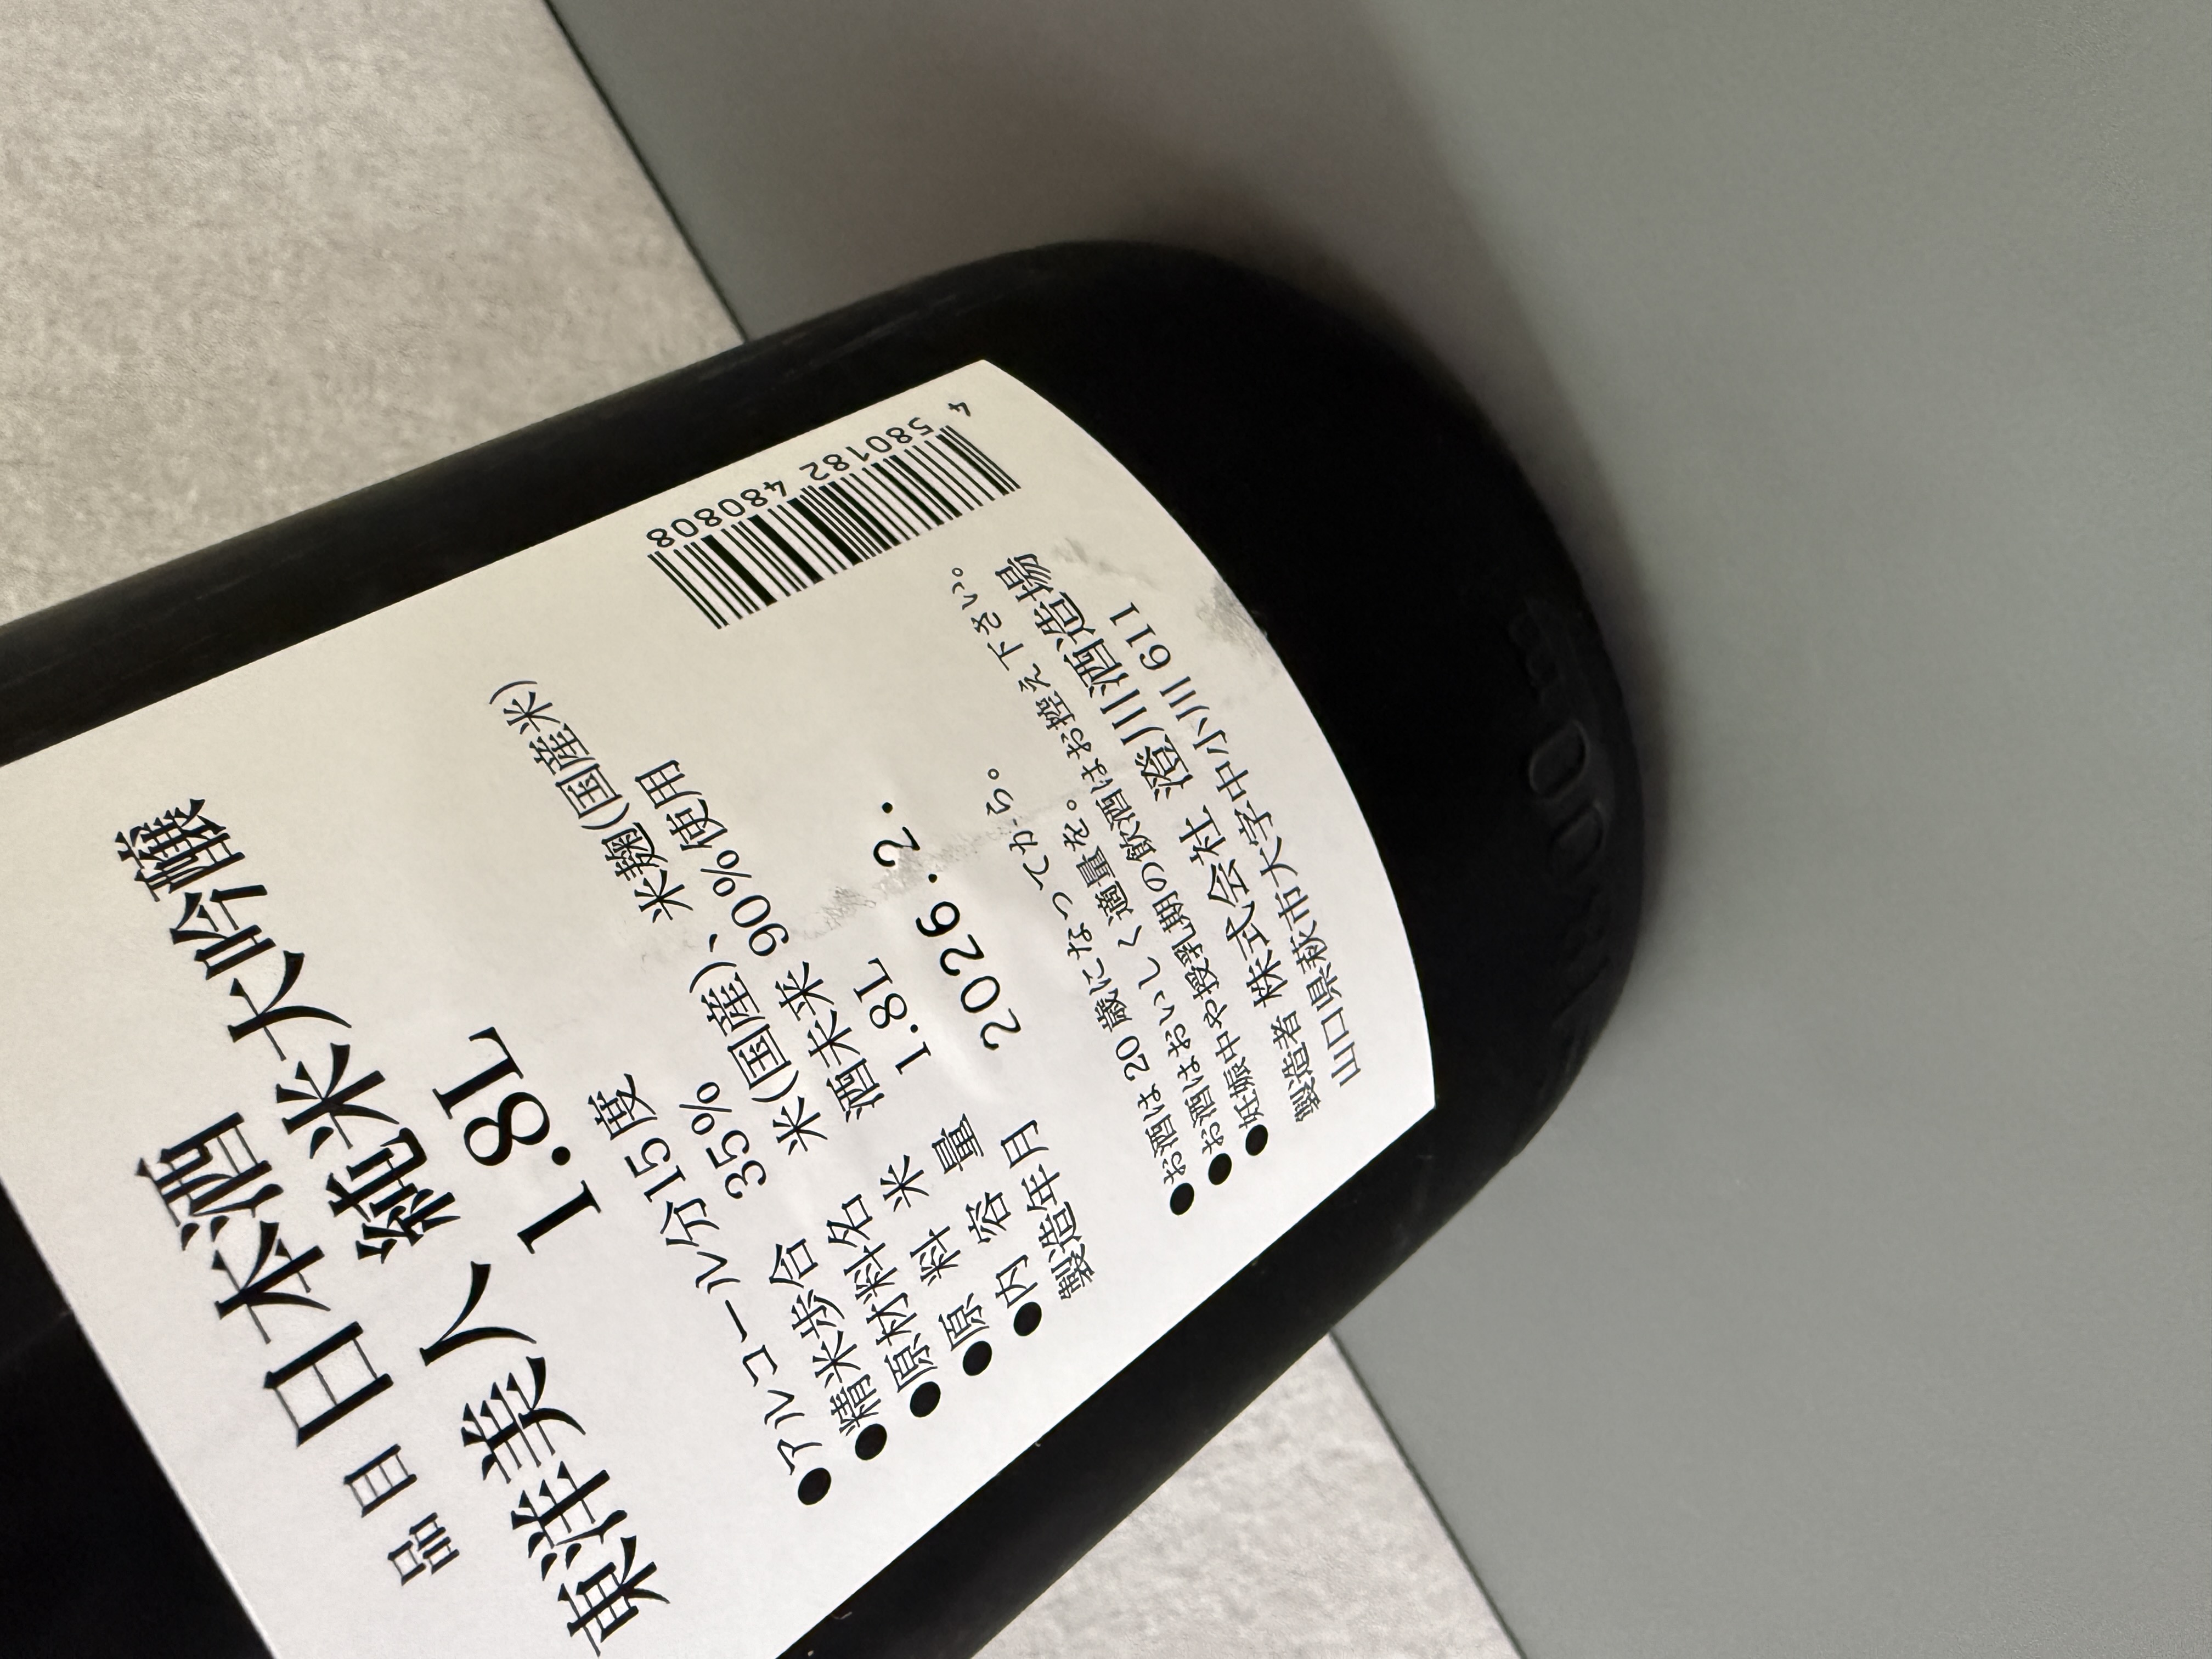 品目 日本酒
東洋美人 純米大吟醸
1.8L
●アルコール分15度
●精米歩合 35%
●原材料名 米(国産)、米麹(国産米)
●原料米 酒未来 90%使用
●内容量 1.8L
製造年月 2026.2.
●お酒は20歳になってから。
●お酒はおいしく適量を。
●妊娠中や授乳期の飲酒はお控え下さい。
製造者 株式会社 澄川酒造場
山口県萩市大字中小川611
4 580182 480808